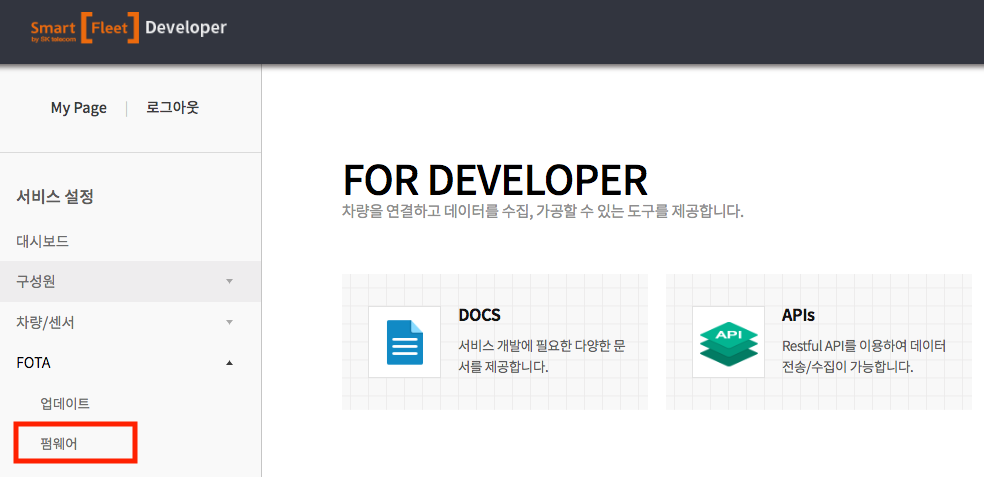 Smart [Fleet] Developer
by SK telecom
My Page | 로그아웃
서비스 설정
대시보드
구성원
차량/센서
FOTA
업데이트
펌웨어
FOR DEVELOPER
차량을 연결하고 데이터를 수집, 가공할 수 있는 도구를 제공합니다.
DOCS
서비스 개발에 필요한 다양한 문
서를 제공합니다.
API
APIs
Restful API를 이용하여 데이터
전송/수집이 가능합니다.